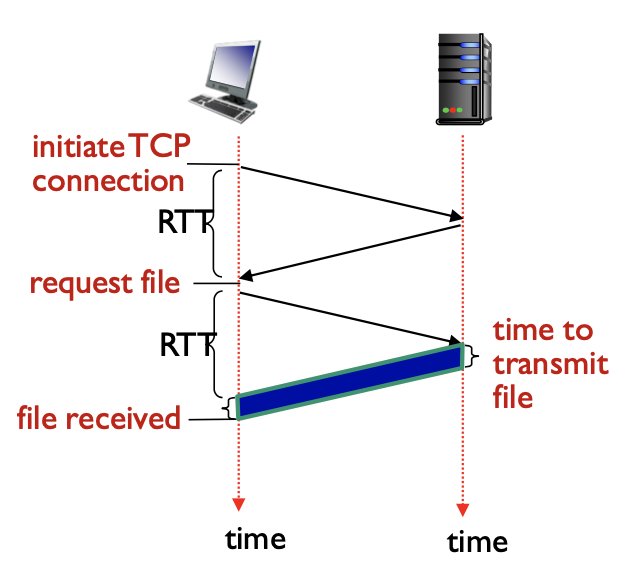 initiate TCP
connection
RTT
request file
RTT
time to
transmit
file
file received
time
time